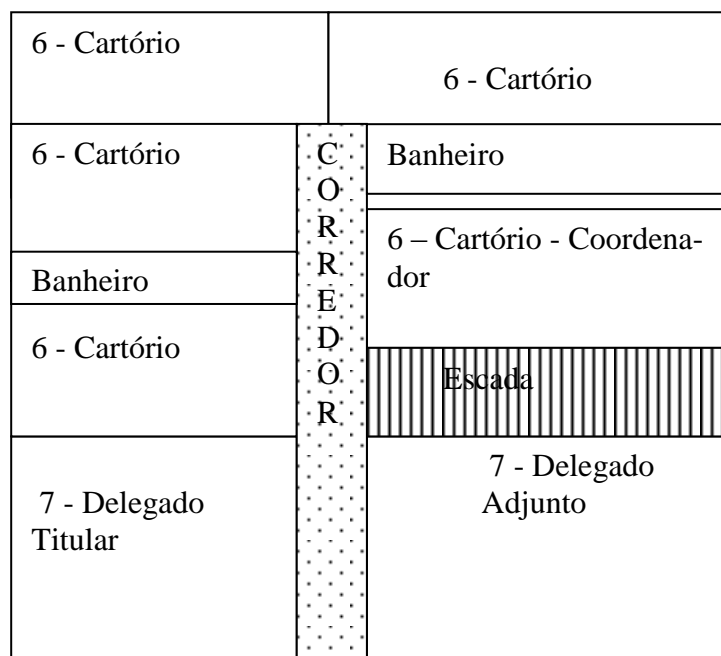 6 - Cartório
6 - Cartório
6 - Cartório
Banheiro
6 - Cartório
7 - Delegado
Titular
C
O
R
R
E
D
O
R
Banheiro
6 – Cartório - Coordena-
dor
Escada
7 - Delegado
Adjunto